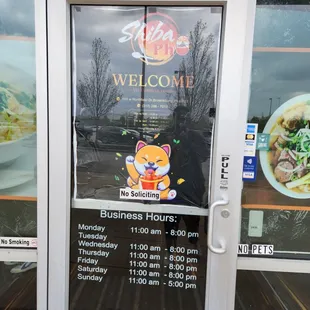 Shiba
Pho
WELCOME
No Soliciting
PULL
No Smoking
NO PETS
Business Hours:
Monday 11:00 am - 8:00 pm
Tuesday
Wednesday 11:00 am - 8:00 pm
Thursday 11:00 am - 8:00 pm
Friday 11:00 am - 8:00 pm
Saturday 11:00 am - 8:00 pm
Sunday 11:00 am - 5:00 pm